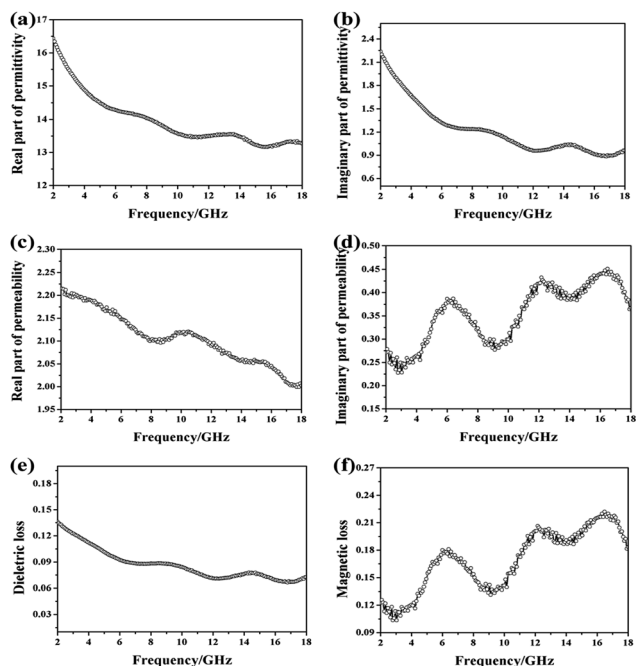 (a)
Real part of permittivity
17
16
15
14
13
12
2 4 6 8 10 12 14 16 18
Frequency/GHz
(b)
Imaginary part of permittivity
2.4
2.1
1.8
1.5
1.2
0.9
0.6
2 4 6 8 10 12 14 16 18
Frequency/GHz
(c)
Real part of permeability
2.30
2.25
2.20
2.15
2.10
2.05
2.00
1.95
2 4 6 8 10 12 14 16 18
Frequency/GHz
(d)
Imaginary part of permeability
0.50
0.45
0.40
0.35
0.30
0.25
0.20
0.15
2 4 6 8 10 12 14 16 18
Frequency/GHz
(e)
Dieletric loss
0.18
0.15
0.12
0.09
0.06
0.03
2 4 6 8 10 12 14 16 18
Frequency/GHz
(f)
Magnetic loss
0.27
0.24
0.21
0.18
0.15
0.12
0.09
2 4 6 8 10 12 14 16 18
Frequency/GHz